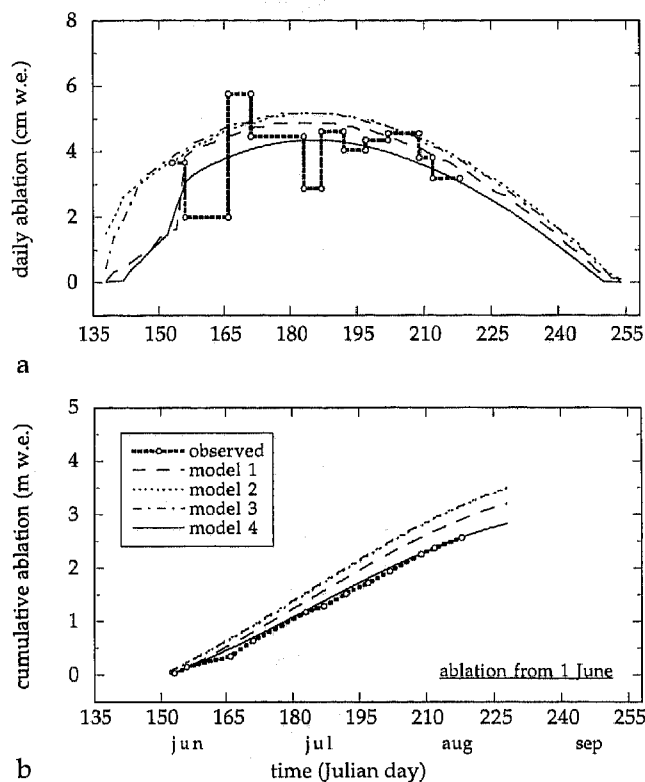 daily ablation (cm w.e.)
8
6
4
2
0
135 150 165 180 195 210 225 240 255
a
cumulative ablation (m w.e.)
5
4
3
2
1
0
observed
model 1
model 2
model 3
model 4
ablation from 1 June
135 150 165 180 195 210 225 240 255
jun jul aug sep
b
time (Julian day)